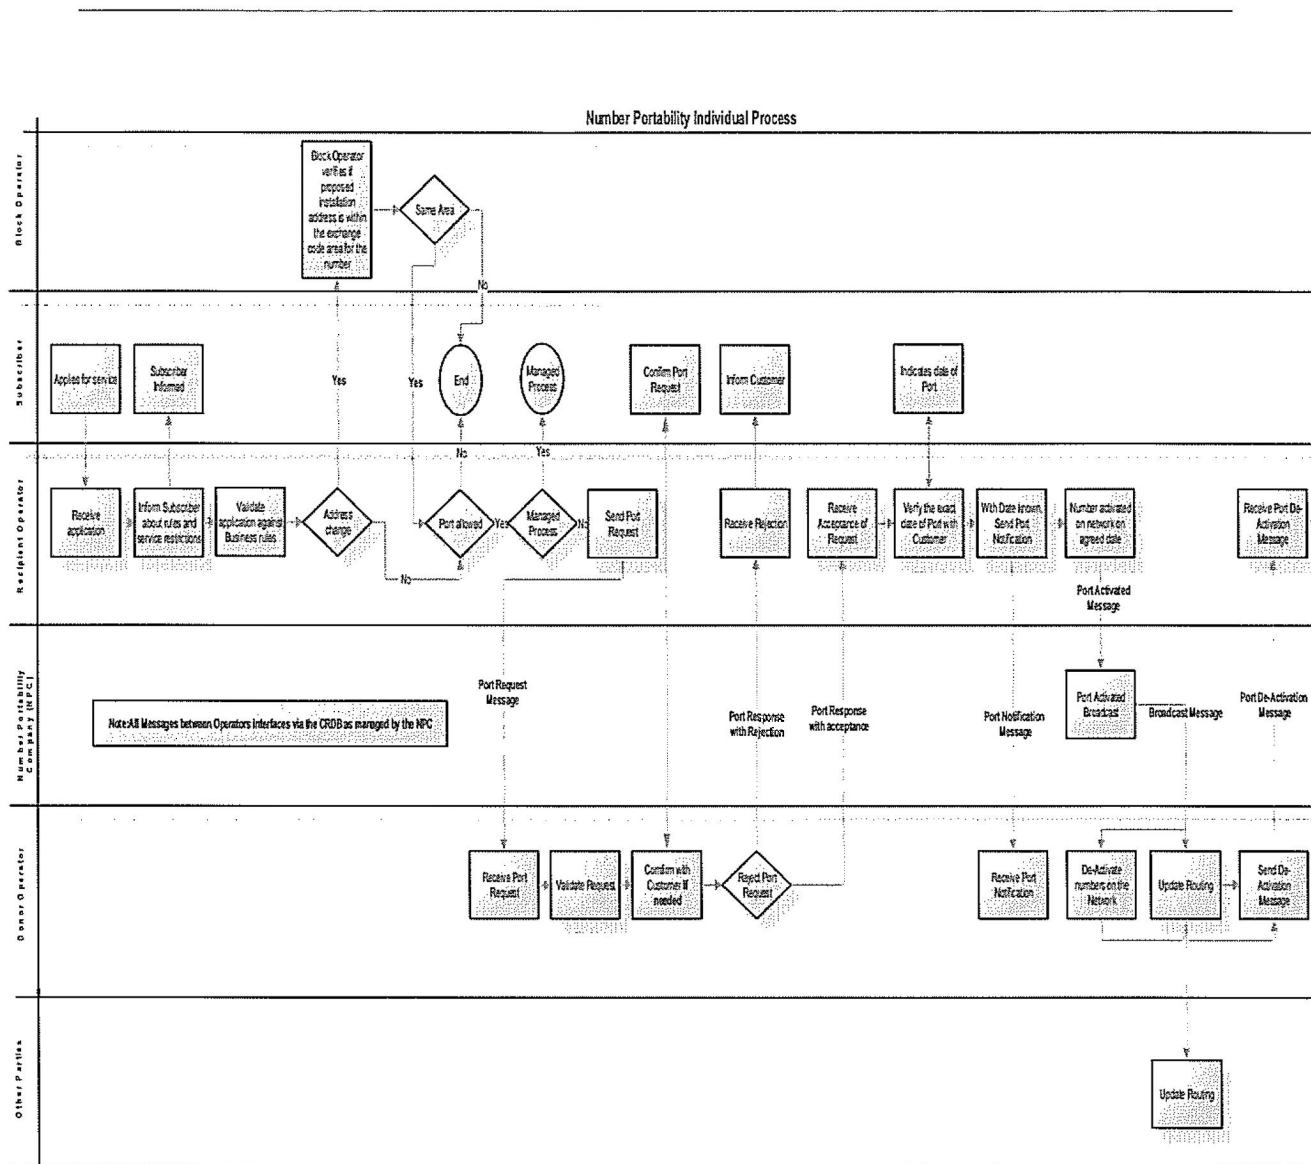 Number Portability Individual Process
Block Operator
Block Operator
verifies if
proposed
installation
address is within
the exchange
code area for the
number
Same Area
No
Subscriber
Applies for service
Subscriber
Informed
Yes
Yes
End
Managed
Process
Confirm Port
Request
Inform Customer
Indicates date of
Port
No
Yes
Recipient Operator
Receive
application
Inform Subscriber
about rules and
service restrictions
Validate
application against
Business rules
Address
change
No
Port allowed
Yes
Managed
Process
No
Send Port
Request
Receive Rejection
Receive
Acceptance of
Request
Verify the exact
date of Port with
Customer
With Date known,
Send Port
Notification
Number activated
on network on
agreed date
Receive Port De-
Activation
Message
Port Activated
Message
Number Portability
Company (NPC)
Note:All Messages between Operators interfaces via the CRDB as managed by the NPC
Port Request
Message
Port Response
with Rejection
Port Response
with acceptance
Port Notification
Message
Port Activated
Broadcast
Broadcast Message
Port De-Activation
Message
Donor Operator
Receive Port
Request
Validate Request
Comfirm with
Customer if
needed
Reject Port
Request
Receive Port
Notification
De-Activate
numbers on the
Network
Update Routing
Send De-
Activation
Message
Other Parties
Update Routing